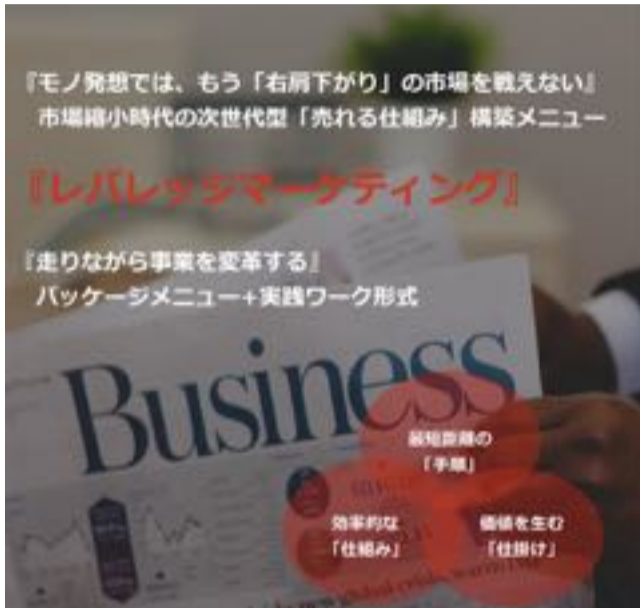 『モノ発想では、もう「右肩下がり」の市場を戦えない』
市場縮小時代の次世代型「売れる仕組み」構築メニュー
『レバレッジマーケティング』
『走りながら事業を変革する』
パッケージメニュー+実践ワーク形式
Business
最短距離の
「手順」
効率的な
「仕組み」
価値を生む
「仕掛け」